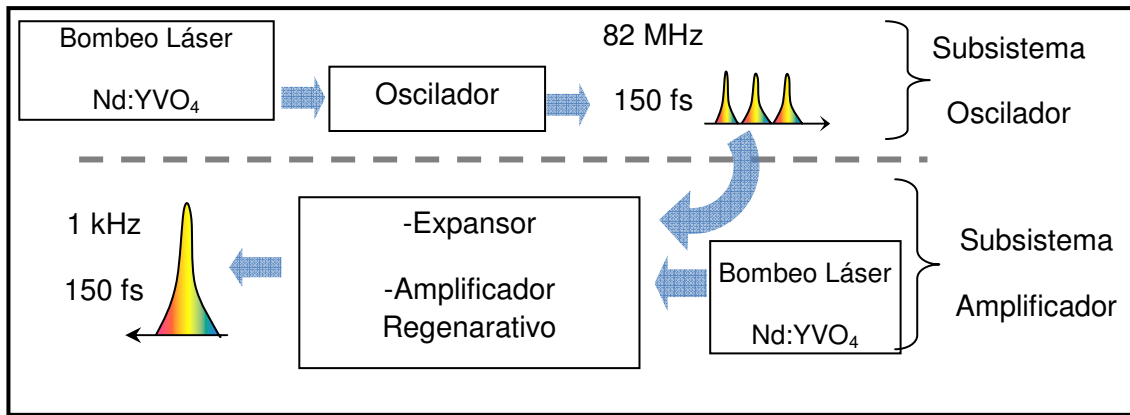 Bombeo Láser
Nd:YVO₄
Oscilador
82 MHz
150 fs
Subsistema
Oscilador
1 kHz
150 fs
-Expansor
-Amplificador
Regenarativo
Bombeo Láser
Nd:YVO₄
Subsistema
Amplificador